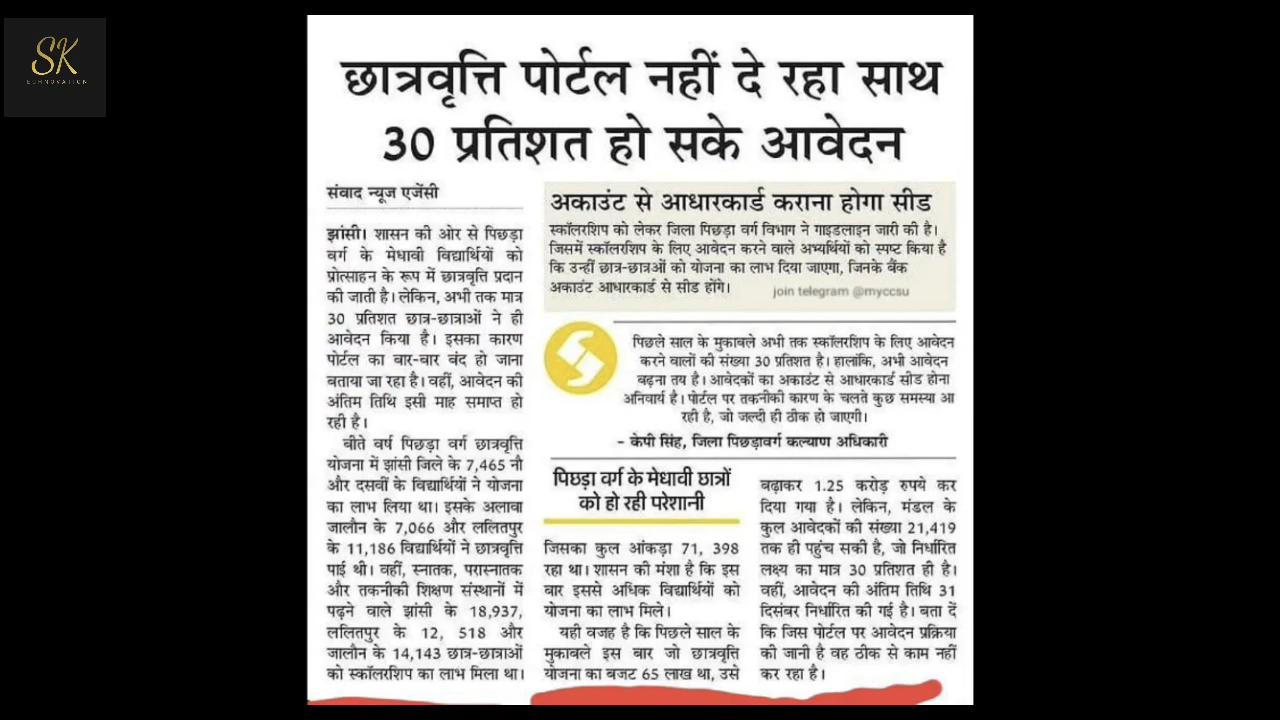 SK
ECHNOVATION
छात्रवृत्ति पोर्टल नहीं दे रहा साथ
30 प्रतिशत हो सके आवेदन
संवाद न्यूज एजेंसी
झांसी। शासन की ओर से पिछड़ा
वर्ग के मेधावी विद्यार्थियों को
प्रोत्साहन के रूप में छात्रवृत्ति प्रदान
की जाती है। लेकिन, अभी तक मात्र
30 प्रतिशत छात्र-छात्राओं ने ही
आवेदन किया है। इसका कारण
पोर्टल का बार-बार बंद हो जाना
बताया जा रहा है। वहीं, आवेदन की
अंतिम तिथि इसी माह समाप्त हो
रही है।
बीते वर्ष पिछड़ा वर्ग छात्रवृत्ति
योजना में झांसी जिले के 7,465 नौ
और दसवीं के विद्यार्थियों ने योजना
का लाभ लिया था। इसके अलावा
जालौन के 7,066 और ललितपुर
के 11,186 विद्यार्थियों ने छात्रवृत्ति
पाई थी। वहीं, स्नातक, परास्नातक
और तकनीकी शिक्षण संस्थानों में
पढ़ने वाले झांसी के 18,937,
ललितपुर के 12, 518 और
जालौन के 14,143 छात्र-छात्राओं
को स्कॉलरशिप का लाभ मिला था।
अकाउंट से आधारकार्ड कराना होगा सीड
स्कॉलरशिप को लेकर जिला पिछड़ा वर्ग विभाग ने गाइडलाइन जारी की है।
जिसमें स्कॉलरशिप के लिए आवेदन करने वाले अभ्यर्थियों को स्पष्ट किया है
कि उन्हीं छात्र-छात्रओं को योजना का लाभ दिया जाएगा, जिनके बैंक
अकाउंट आधारकार्ड से सीड होंगे।
join telegram @myccsu
पिछले साल के मुकाबले अभी तक स्कॉलरशिप के लिए आवेदन
करने वालों की संख्या 30 प्रतिशत है। हालांकि, अभी आवेदन
बढ़ना तय है। आवेदकों का अकाउंट से आधारकार्ड सीड होना
अनिवार्य है। पोर्टल पर तकनीकी कारण के चलते कुछ समस्या आ
रही है, जो जल्दी ही ठीक हो जाएगी।
- केपी सिंह, जिला पिछड़ावर्ग कल्याण अधिकारी
पिछड़ा वर्ग के मेधावी छात्रों
को हो रही परेशानी
जिसका कुल आंकड़ा 71, 398
रहा था। शासन की मंशा है कि इस
बार इससे अधिक विद्यार्थियों को
योजना का लाभ मिले।
यही वजह है कि पिछले साल के
मुकाबले इस बार जो छात्रवृत्ति
योजना का बजट 65 लाख था, उसे
बढ़ाकर 1.25 करोड़ रुपये कर
दिया गया है। लेकिन, मंडल के
कुल आवेदकों की संख्या 21,419
तक ही पहुंच सकी है, जो निर्धारित
लक्ष्य का मात्र 30 प्रतिशत ही है।
वहीं, आवेदन की अंतिम तिथि 31
दिसंबर निर्धारित की गई है। बता दें
कि जिस पोर्टल पर आवेदन प्रक्रिया
की जानी है वह ठीक से काम नहीं
कर रहा है।